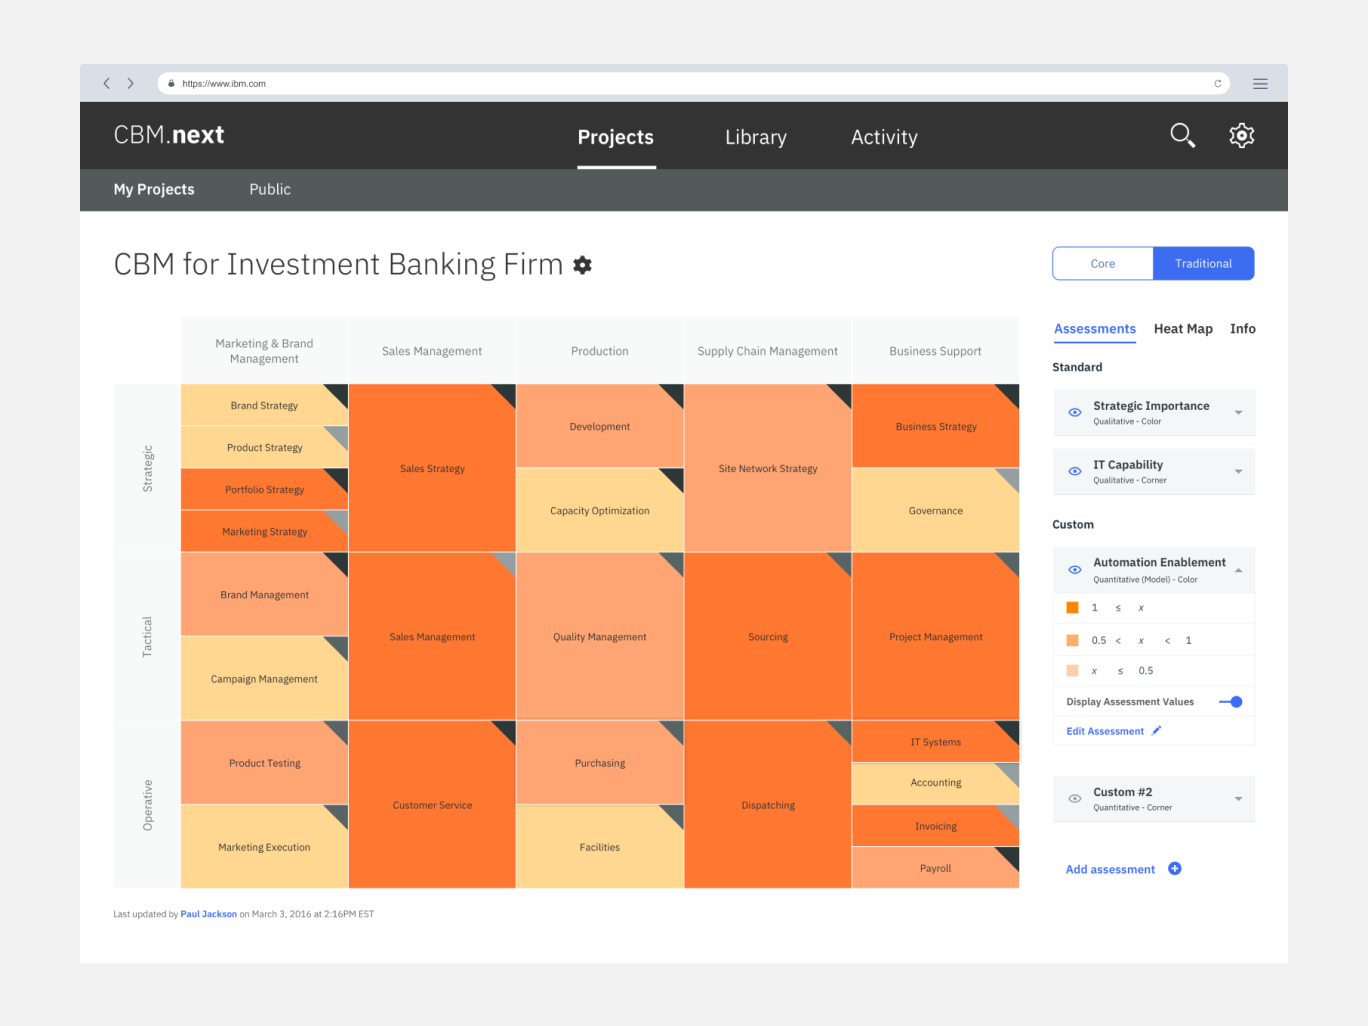 https://www.ibm.com
CBM.next
Projects
Library
Activity
My Projects
Public
CBM for Investment Banking Firm
Core
Traditional
Marketing & Brand
Management
Sales Management
Production
Supply Chain Management
Business Support
Assessments
Heat Map
Info
Standard
Strategic Importance
Qualitative - Color
IT Capability
Qualitative - Corner
Custom
Automation Enablement
Quantitative (Model) - Color
1 ≤ x
0.5 < x < 1
x ≤ 0.5
Display Assessment Values
Edit Assessment
Custom #2
Quantitative - Corner
Add assessment
Strategic
Brand Strategy
Product Strategy
Portfolio Strategy
Marketing Strategy
Sales Strategy
Development
Capacity Optimization
Site Network Strategy
Business Strategy
Governance
Tactical
Brand Management
Campaign Management
Sales Management
Quality Management
Sourcing
Project Management
Operative
Product Testing
Marketing Execution
Customer Service
Purchasing
Facilities
Dispatching
IT Systems
Accounting
Invoicing
Payroll
Last updated by Paul Jackson on March 3, 2016 at 2:16PM EST